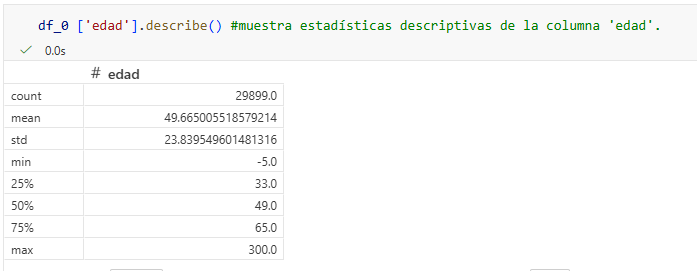 df_0 ['edad'].describe() #muestra estadísticas descriptivas de la columna 'edad'.
0.0s
# edad
count 29899.0
mean 49.665005518579214
std 23.839549601481316
min -5.0
25% 33.0
50% 49.0
75% 65.0
max 300.0